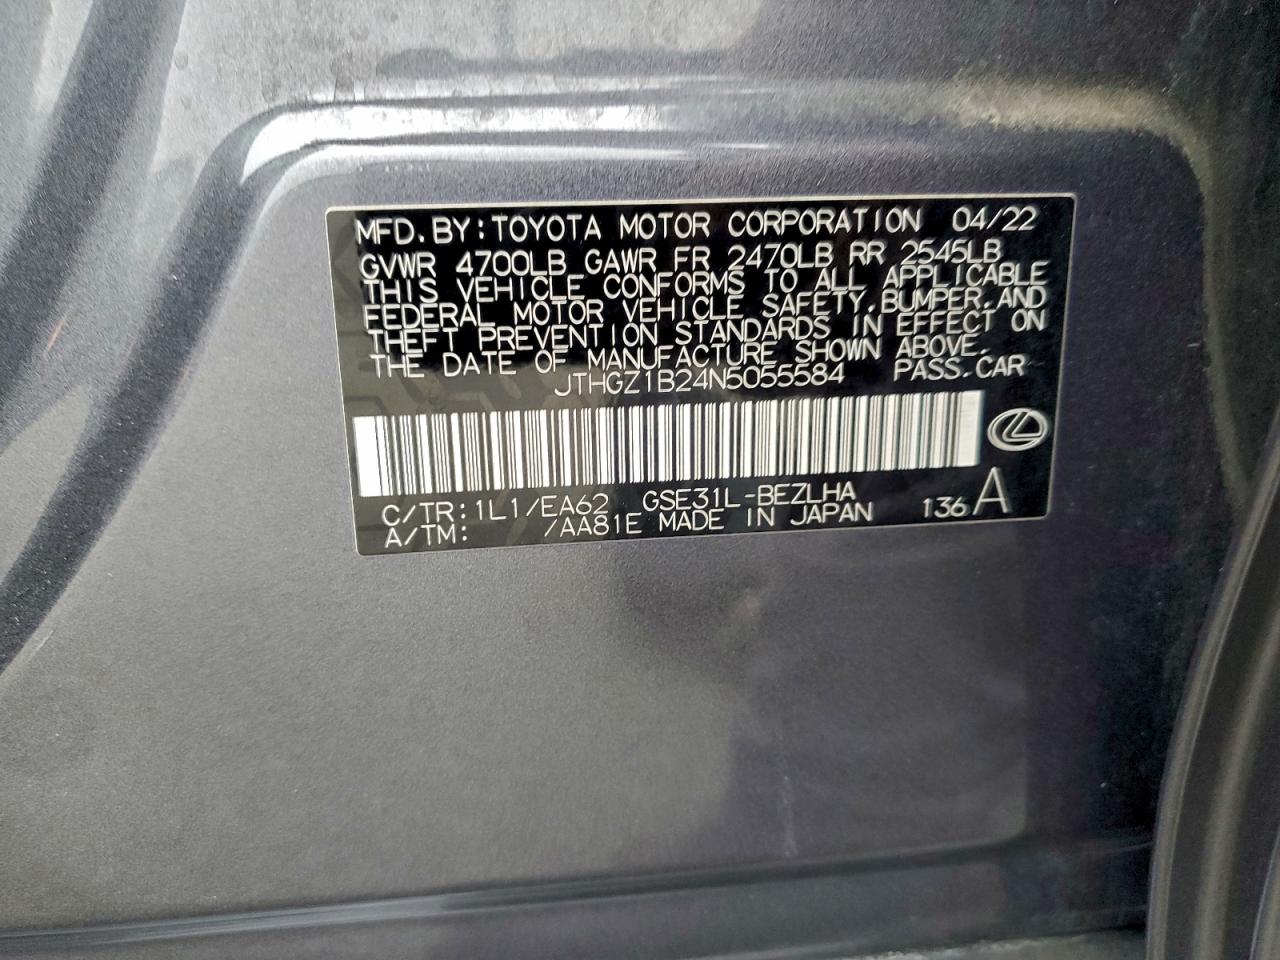 MFD.BY:TOYOTA MOTOR CORPORATION 04/22
GVWR 4700LB GAWR FR 2470LB RR 2545LB
THIS VEHICLE CONFORMS TO ALL APPLICABLE
FEDERAL MOTOR VEHICLE SAFETY,BUMPER,AND
THEFT PREVENTION STANDARDS IN EFFECT ON
THE DATE OF MANUFACTURE SHOWN ABOVE.
JTHGZ1B24N5055584 PASS.CAR
C/TR:1L1/EA62 GSE31L-BEZLHA
A/TM: /AA81E MADE IN JAPAN 136 A